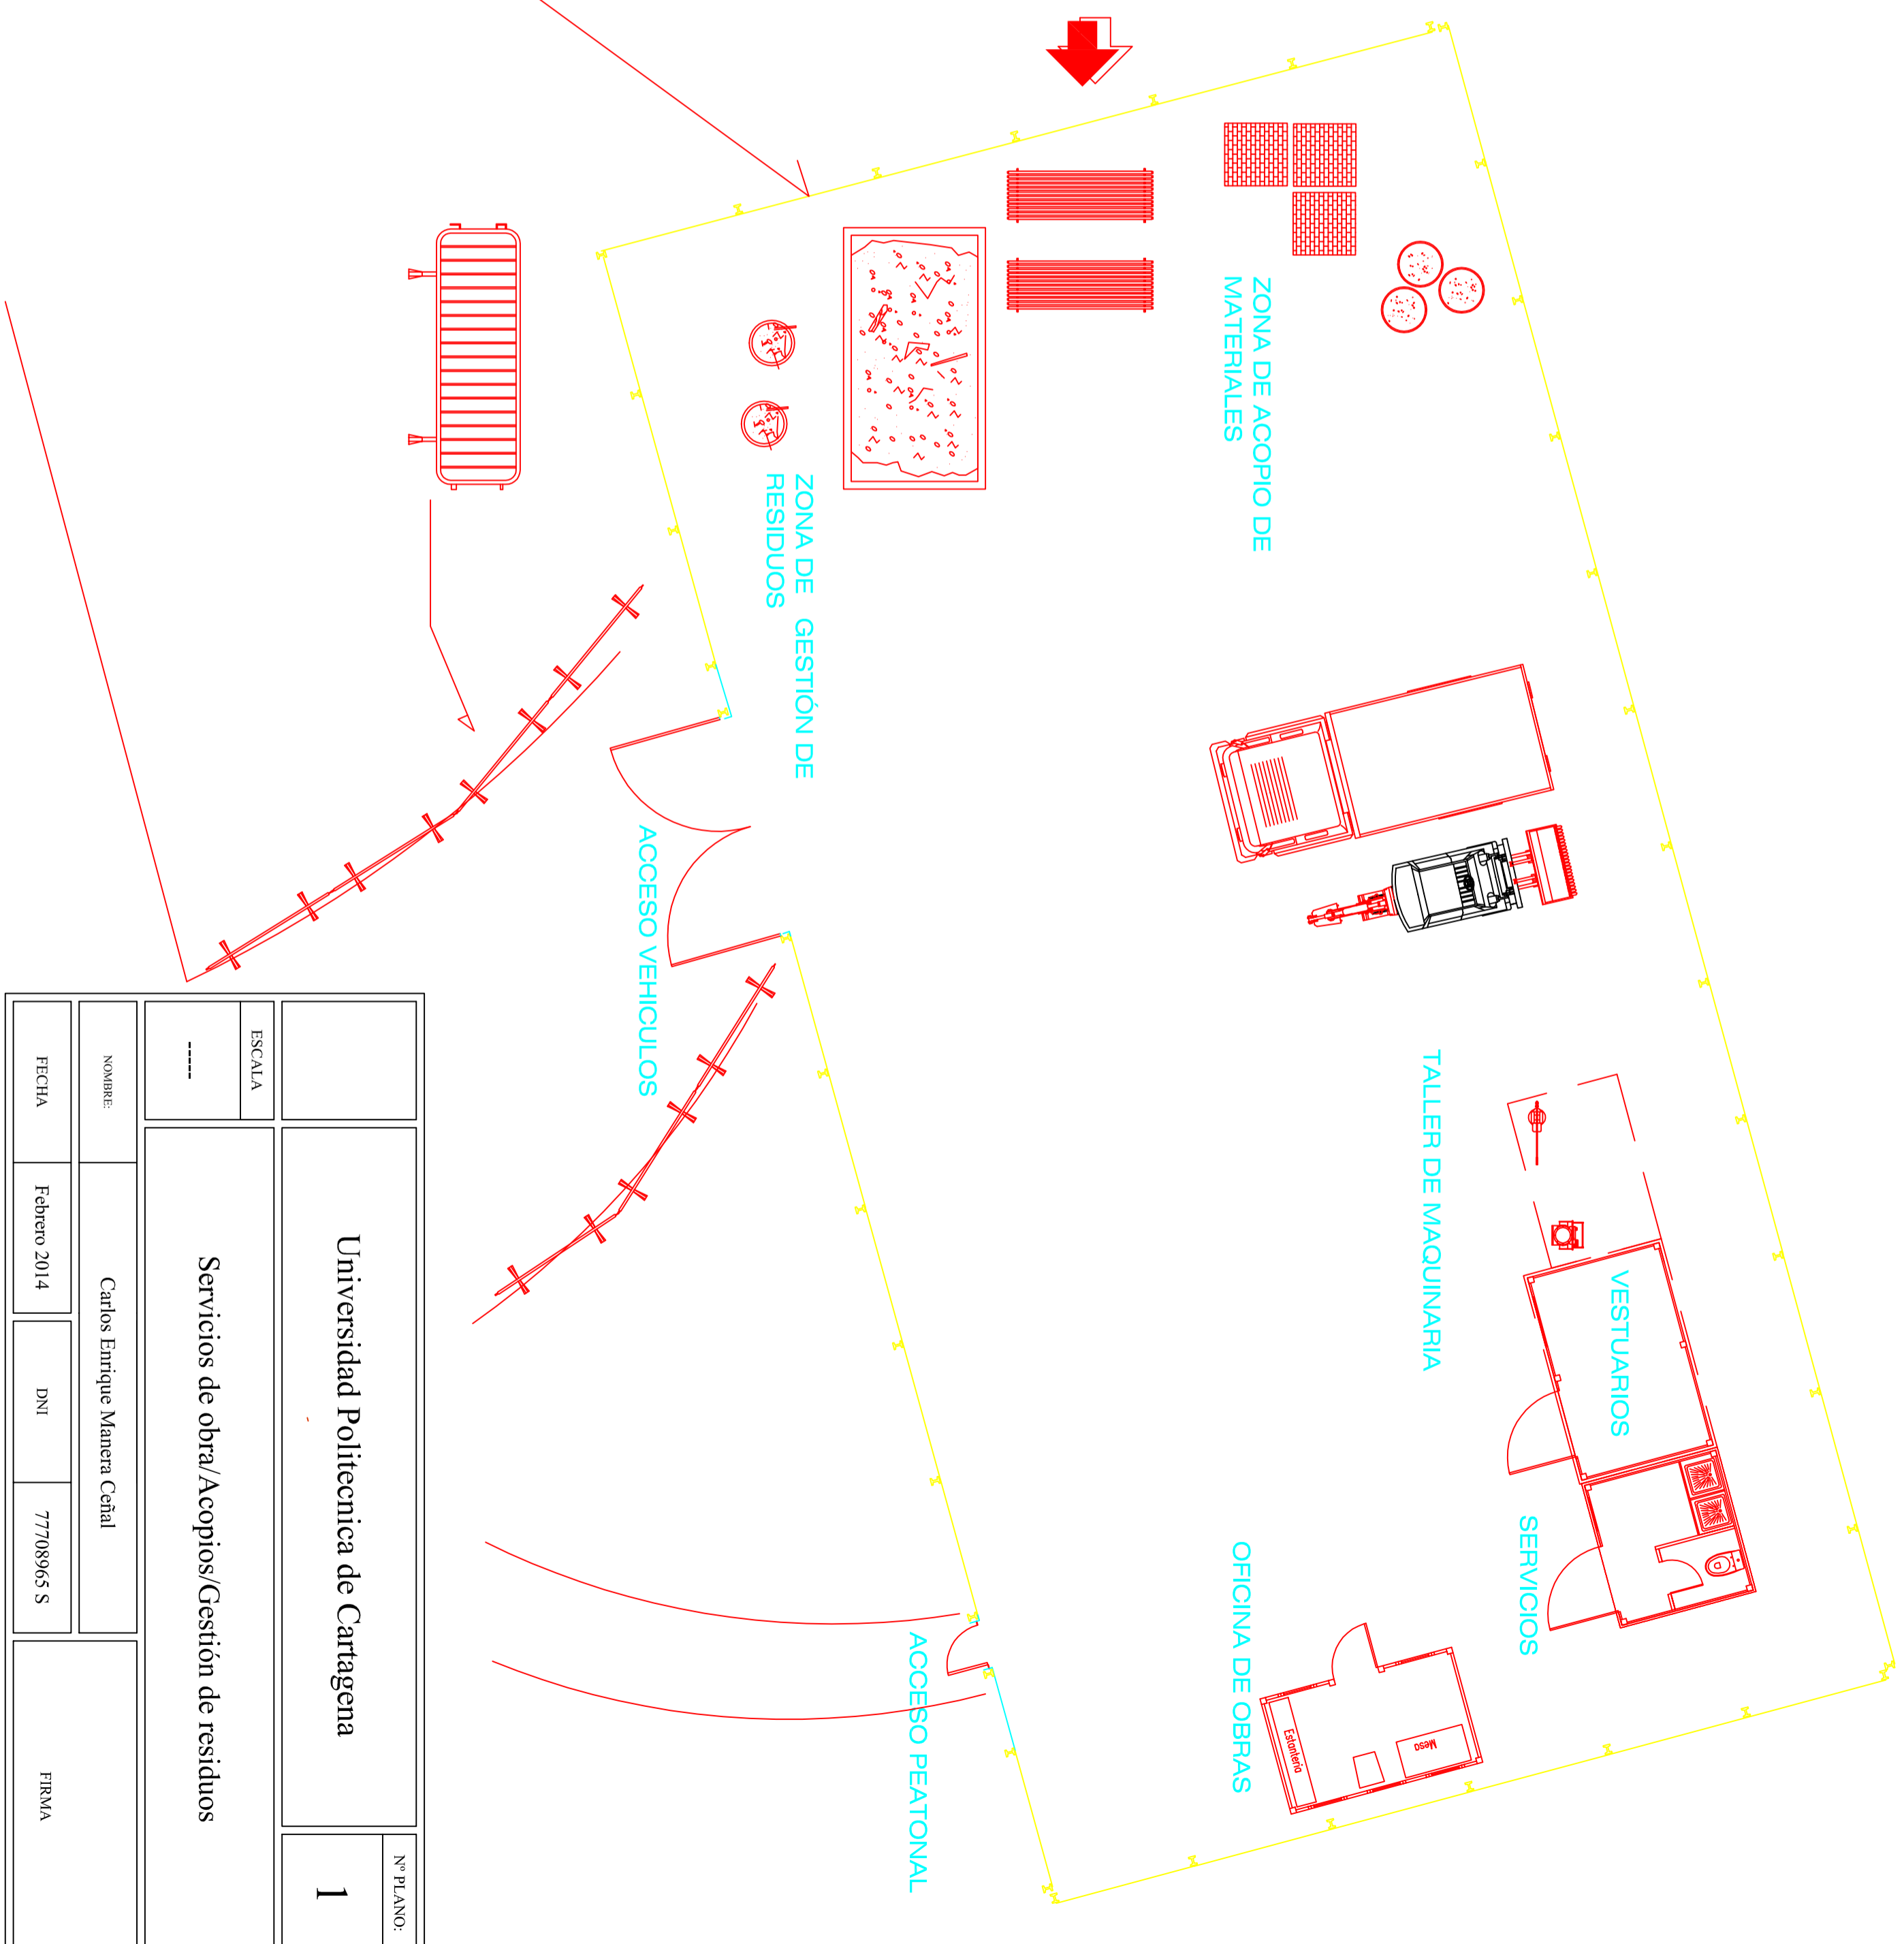 ZONA DE ACOPIO DE
MATERIALES
ZONA DE GESTIÓN DE
RESIDUOS
TALLER DE MAQUINARIA
VESTUARIOS
SERVICIOS
OFICINA DE OBRAS
Estanteria
Mesa
ACCESO VEHICULOS
ACCESO PEATONAL
Universidad Politecnica de Cartagena
Nº PLANO:
1
ESCALA
-----
Servicios de obra/Acopios/Gestión de residuos
NOMBRE:
Carlos Enrique Manera Ceñal
FECHA
Febrero 2014
DNI
77708965 S
FIRMA